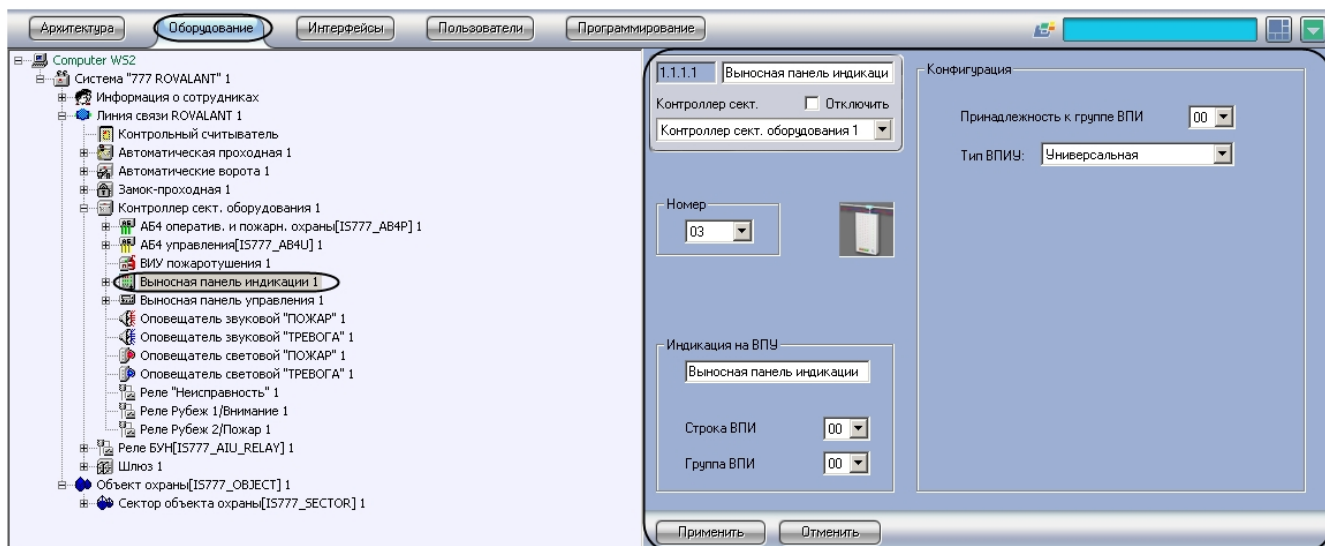 Архитектура Оборудование Интерфейсы Пользователи Программирование
Computer WS2
Система "777 ROVALANT" 1
Информация о сотрудниках
Линия связи ROVALANT 1
Контрольный считыватель
Автоматическая проходная 1
Автоматические ворота 1
Замок-проходная 1
Контроллер сект. оборудования 1
АБ4 оператив. и пожарн. охраны[IS777_AB4P] 1
АБ4 управления[IS777_AB4U] 1
ВИУ пожаротушения 1
Выносная панель индикации 1
Выносная панель управления 1
Оповещатель звуковой "ПОЖАР" 1
Оповещатель звуковой "ТРЕВОГА" 1
Оповещатель световой "ПОЖАР" 1
Оповещатель световой "ТРЕВОГА" 1
Реле "Неисправность" 1
Реле Рубеж 1/Внимание 1
Реле Рубеж 2/Пожар 1
Реле БУН[IS777_AIU_RELAY] 1
Шлюз 1
Объект охраны[IS777_OBJECT] 1
Сектор объекта охраны[IS777_SECTOR] 1
1.1.1.1 Выносная панель индикаци
Контроллер сект. Отключить
Контроллер сект. оборудования 1
Номер
03
Индикация на ВПУ
Выносная панель индикации
Строка ВПИ 00
Группа ВПИ 00
Конфигурация
Принадлежность к группе ВПИ 00
Тип ВПИУ: Универсальная
Применить Отменить